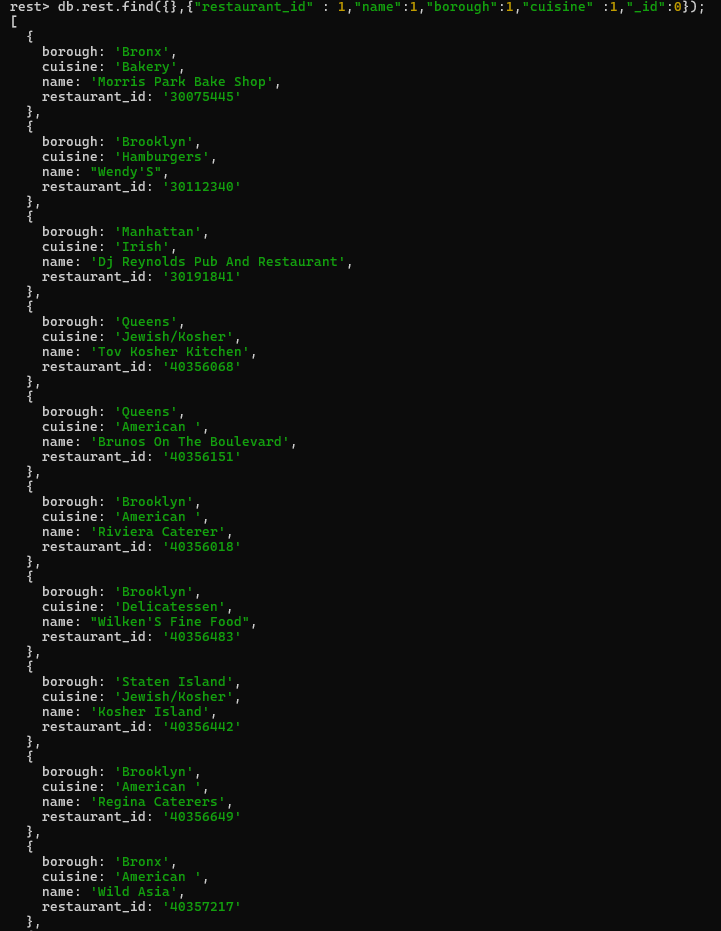 rest> db.rest.find({},{"restaurant_id" : 1,"name":1,"borough":1,"cuisine" :1,"_id":0});
[
  {
    borough: 'Bronx',
    cuisine: 'Bakery',
    name: 'Morris Park Bake Shop',
    restaurant_id: '30075445'
  },
  {
    borough: 'Brooklyn',
    cuisine: 'Hamburgers',
    name: "Wendy'S",
    restaurant_id: '30112340'
  },
  {
    borough: 'Manhattan',
    cuisine: 'Irish',
    name: 'Dj Reynolds Pub And Restaurant',
    restaurant_id: '30191841'
  },
  {
    borough: 'Queens',
    cuisine: 'Jewish/Kosher',
    name: 'Tov Kosher Kitchen',
    restaurant_id: '40356068'
  },
  {
    borough: 'Queens',
    cuisine: 'American ',
    name: 'Brunos On The Boulevard',
    restaurant_id: '40356151'
  },
  {
    borough: 'Brooklyn',
    cuisine: 'American ',
    name: 'Riviera Caterer',
    restaurant_id: '40356018'
  },
  {
    borough: 'Brooklyn',
    cuisine: 'Delicatessen',
    name: "Wilken'S Fine Food",
    restaurant_id: '40356483'
  },
  {
    borough: 'Staten Island',
    cuisine: 'Jewish/Kosher',
    name: 'Kosher Island',
    restaurant_id: '40356442'
  },
  {
    borough: 'Brooklyn',
    cuisine: 'American ',
    name: 'Regina Caterers',
    restaurant_id: '40356649'
  },
  {
    borough: 'Bronx',
    cuisine: 'American ',
    name: 'Wild Asia',
    restaurant_id: '40357217'
  },